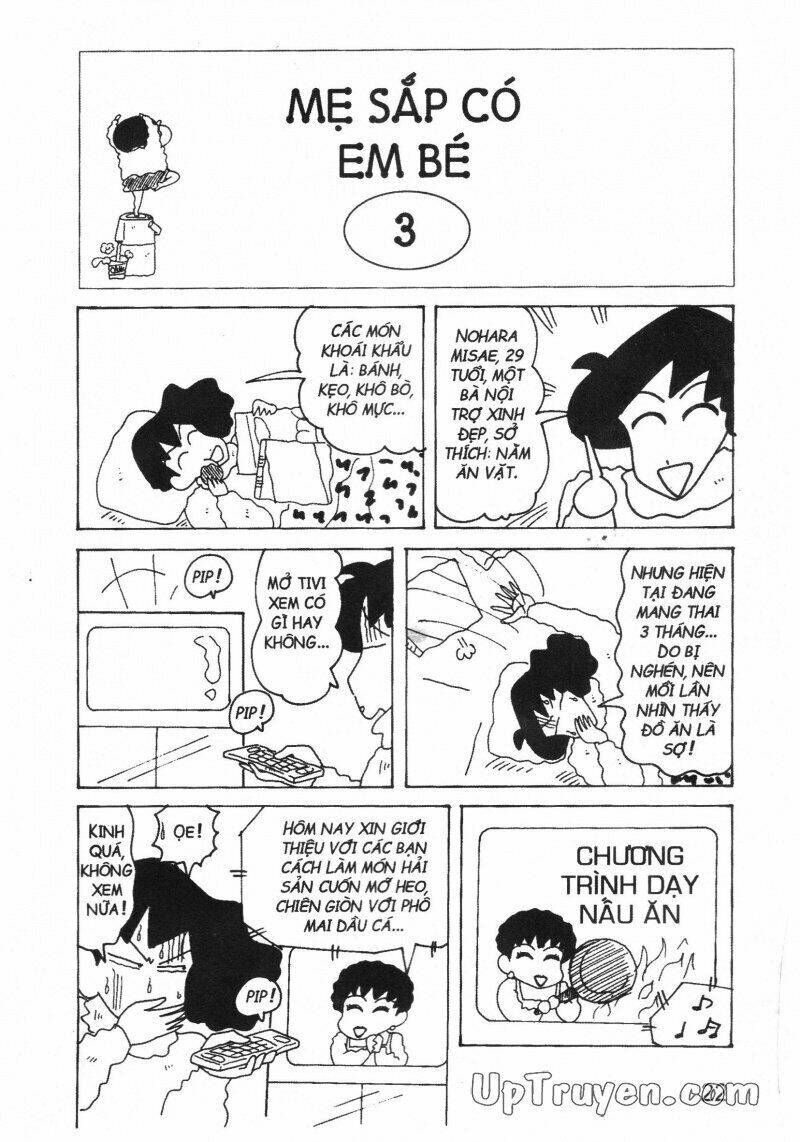 MẸ SẮP CÓ
EM BÉ
3
NOHARA
MISAE, 29
TUỔI, MỘT
BÀ NỘI
TRỢ XINH
ĐẸP, SỞ
THÍCH: NẰM
ĂN VẶT.
CÁC MÓN
KHOÁI KHẨU
LÀ: BÁNH,
KẸO, KHÔ BÒ,
KHÔ MỰC...
NHƯNG HIỆN
TẠI ĐANG
MANG THAI
3 THÁNG...
DO BỊ
NGHÉN, NÊN
MỖI LẦN
NHÌN THẤY
ĐỒ ĂN LÀ
SỢ!
MỞ TIVI
XEM CÓ
GÌ HAY
KHÔNG...
PIP!
PIP!
CHƯƠNG
TRÌNH DẠY
NẤU ĂN
HÔM NAY XIN GIỚI
THIỆU VỚI CÁC BẠN
CÁCH LÀM MÓN HẢI
SẢN CUỐN MỠ HEO,
CHIÊN GIÒN VỚI PHÔ
MAI DẦU CÁ...
ỌE!
KINH
QUÁ,
KHÔNG
XEM
NỮA!
PIP!
22
UpTruyen.com